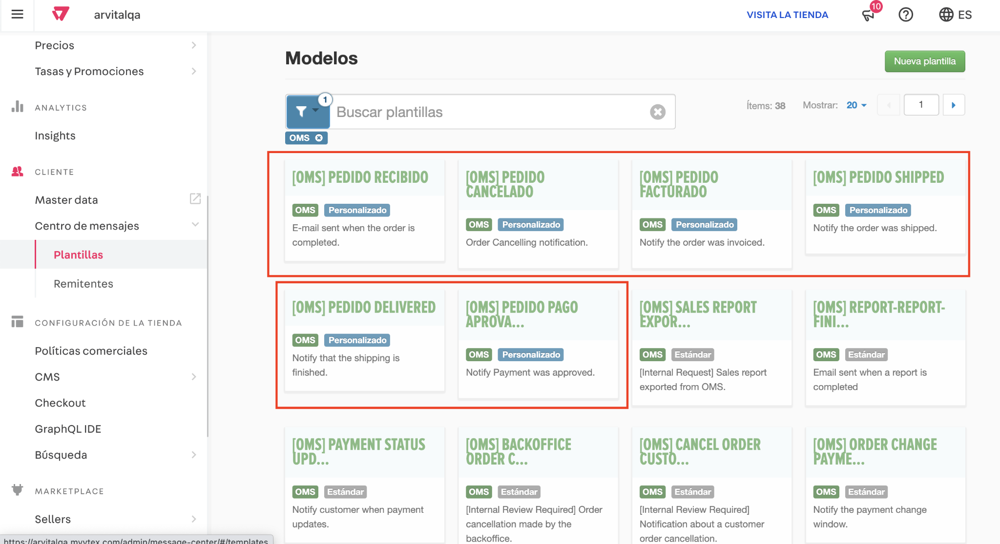 arvitalqa
VISITA LA TIENDA
10
ES
Precios
Tasas y Promociones
ANALYTICS
Insights
CLIENTE
Master data
Centro de mensajes
Plantillas
Remitentes
CONFIGURACIÓN DE LA TIENDA
Políticas comerciales
CMS
Checkout
GraphQL IDE
Búsqueda
MARKETPLACE
Sellers
https://arvitalqa.myvtex.com/admin/message-center/#/templates
Modelos
Nueva plantilla
1
Buscar plantillas
Ítems: 38
Mostrar: 20
1
OMS
[OMS] PEDIDO RECIBIDO
OMS Personalizado
E-mail sent when the order is
completed.
[OMS] PEDIDO
CANCELADO
OMS Personalizado
Order Cancelling notification.
[OMS] PEDIDO
FACTURADO
OMS Personalizado
Notify the order was invoiced.
[OMS] PEDIDO SHIPPED
OMS Personalizado
Notify the order was shipped.
[OMS] PEDIDO DELIVERED
OMS Personalizado
Notify that the shipping is
finished.
[OMS] PEDIDO PAGO
APROVA...
OMS Personalizado
Notify Payment was approved.
[OMS] SALES REPORT
EXPOR...
OMS Estándar
[Internal Request] Sales report
exported from OMS.
[OMS] REPORT-REPORT-
FINI...
OMS Estándar
Email sent when a report is
completed
[OMS] PAYMENT STATUS
UPD...
OMS Estándar
Notify customer when payment
updates.
[OMS] BACKOFFICE
ORDER C...
OMS Estándar
[Internal Review Required] Order
cancellation made by the
backoffice.
[OMS] CANCEL ORDER
CUSTO...
OMS Estándar
[Internal Review Required]
Notification about a customer
order cancellation.
[OMS] ORDER CHANGE
PAYME...
OMS Estándar
Notify the payment change
window.